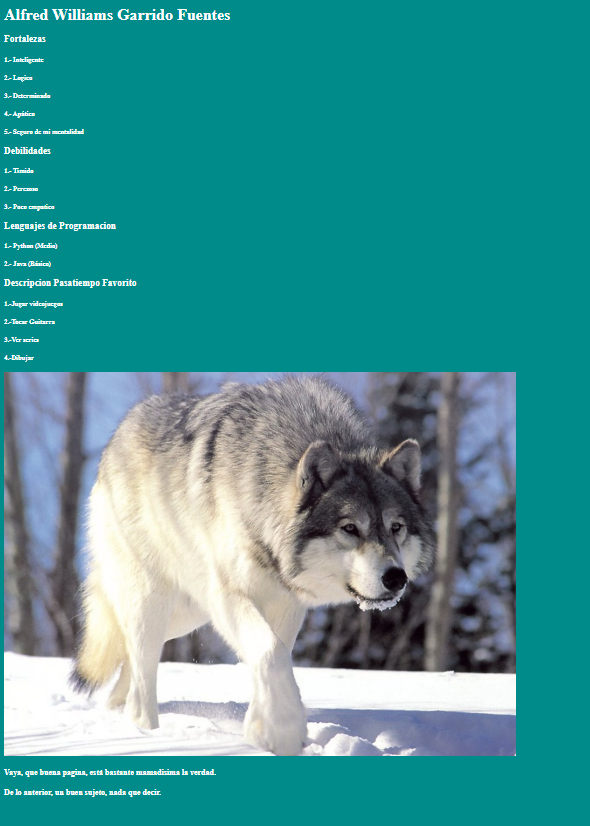 Alfred Williams Garrido Fuentes
Fortalezas
1.- Inteligente
2.- Logico
3.- Determinado
4.- Apático
5.- Seguro de mi mentalidad
Debilidades
1.- Timido
2.- Perezoso
3.- Poco empatico
Lenguajes de Programacion
1.- Python (Medio)
2.- Java (Básico)
Descripcion Pasatiempo Favorito
1.-Jugar videojuegos
2.-Tocar Guitarra
3.-Ver series
4.-Dibujar
Vaya, que buena pagina, está bastante mamadisima la verdad.
De lo anterior, un buen sujeto, nada que decir.